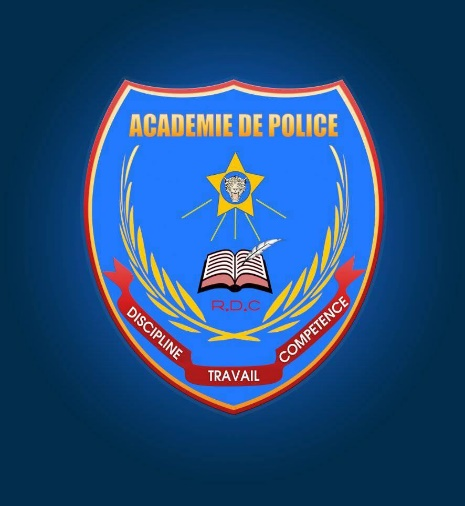 ACADEMIE DE POLICE
R.D.C
DISCIPLINE
TRAVAIL
COMPETENCE